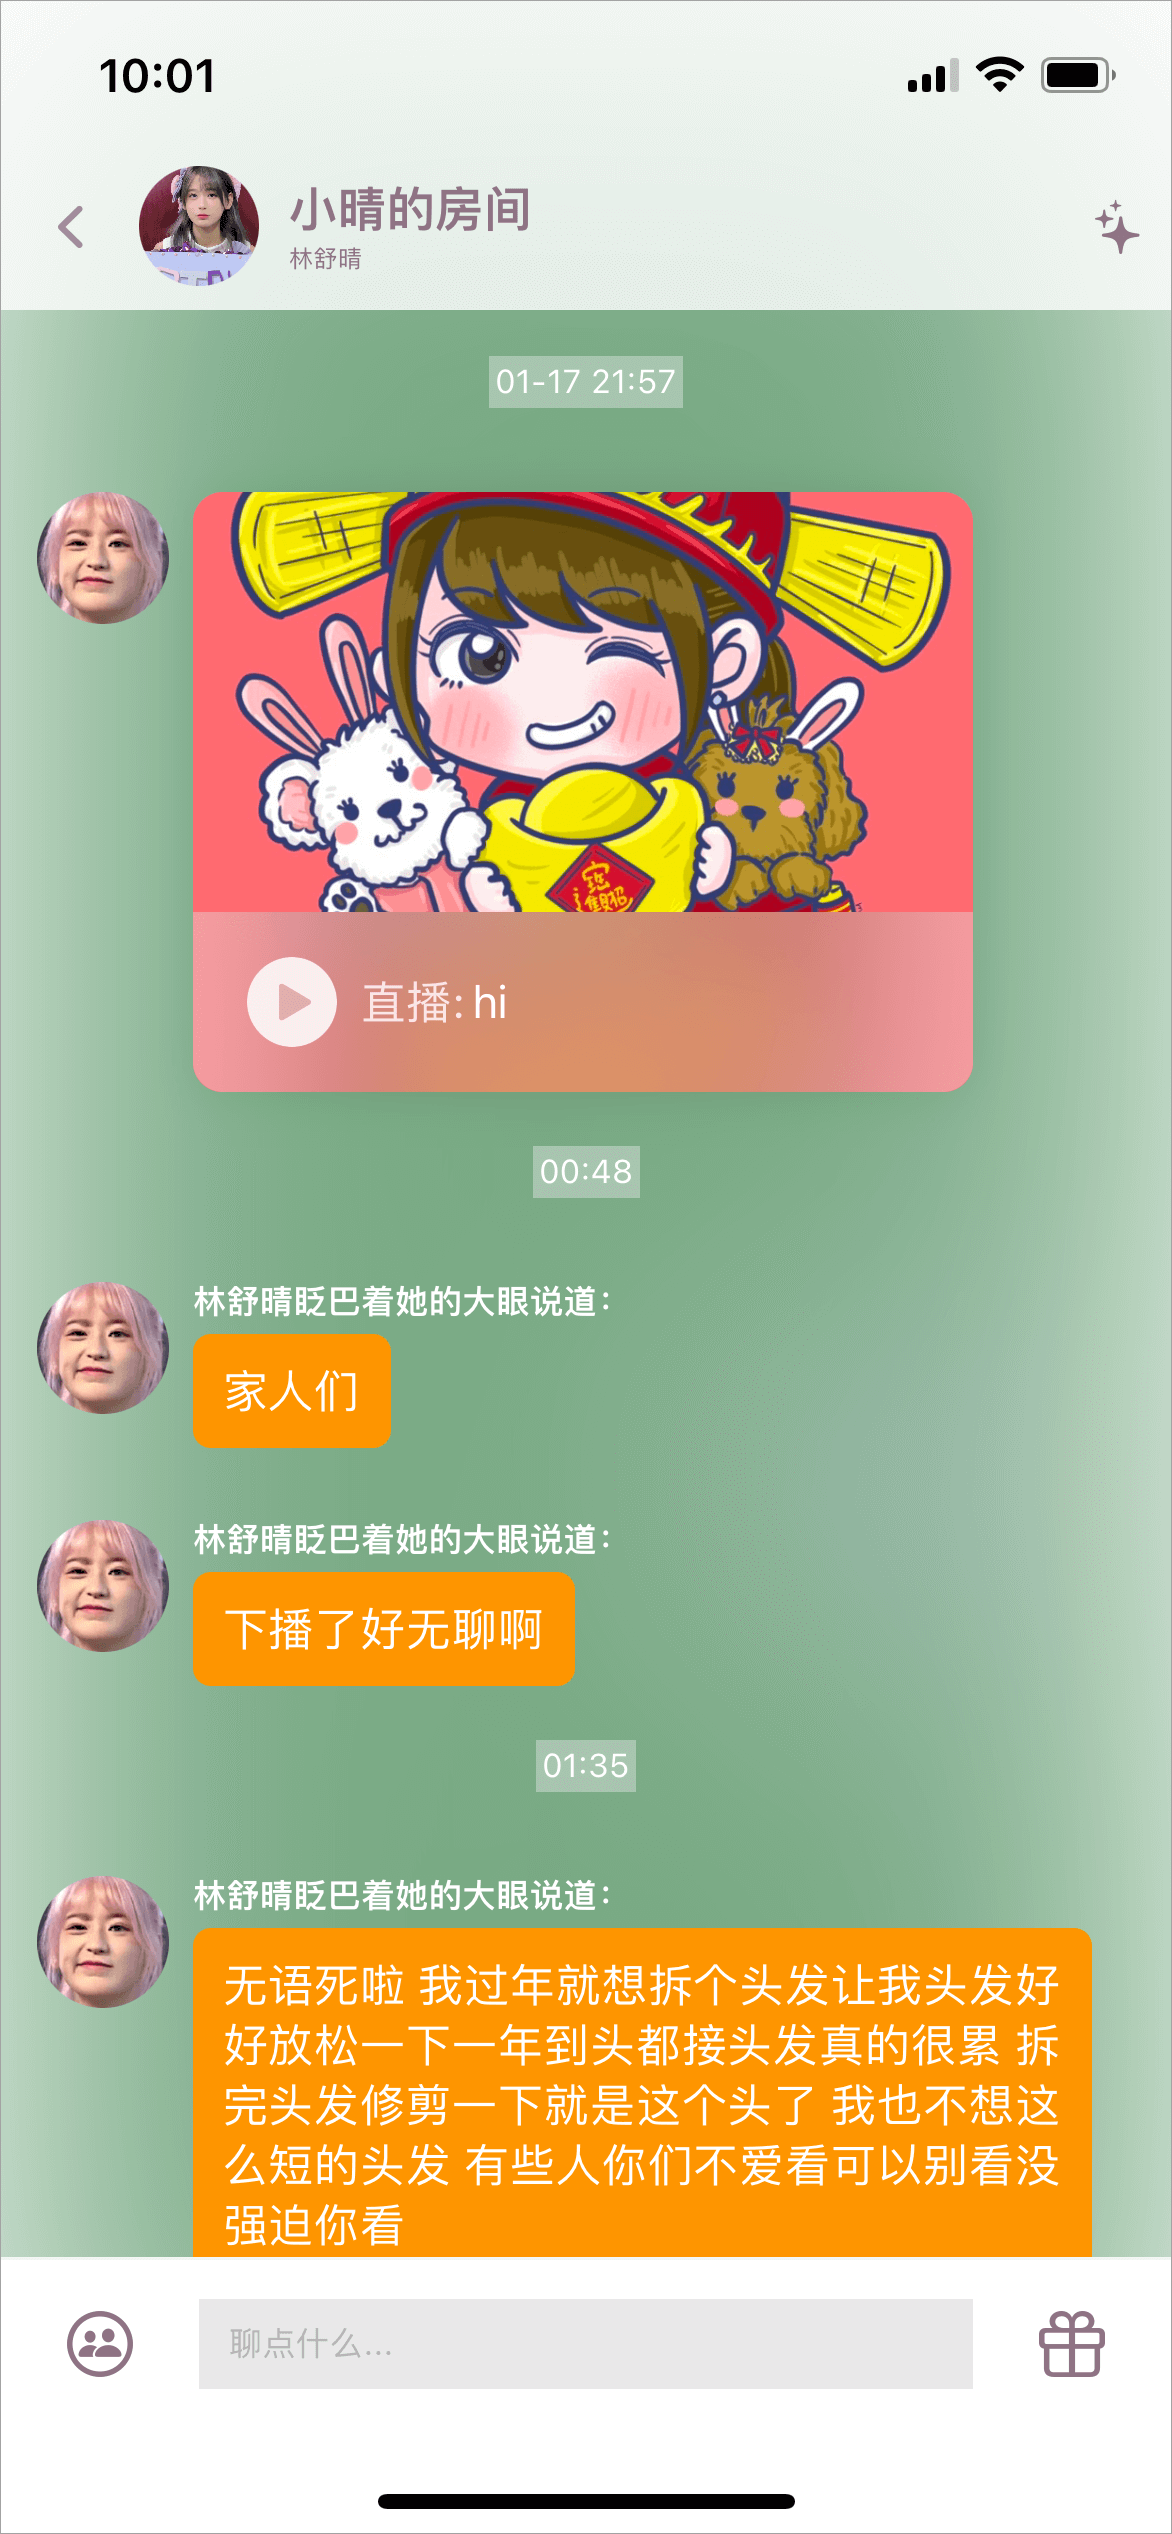 10:01
小晴的房间
林舒晴
01-17 21:57
招
直播: hi
00:48
林舒晴眨巴着她的大眼说道:
家人们
林舒晴眨巴着她的大眼说道:
下播了好无聊啊
01:35
林舒晴眨巴着她的大眼说道:
无语死啦 我过年就想拆个头发让我头发好
好放松一下一年到头都接头发真的很累 拆
完头发修剪一下就是这个头了 我也不想这
么短的头发 有些人你们不爱看可以别看没
强迫你看
聊点什么...